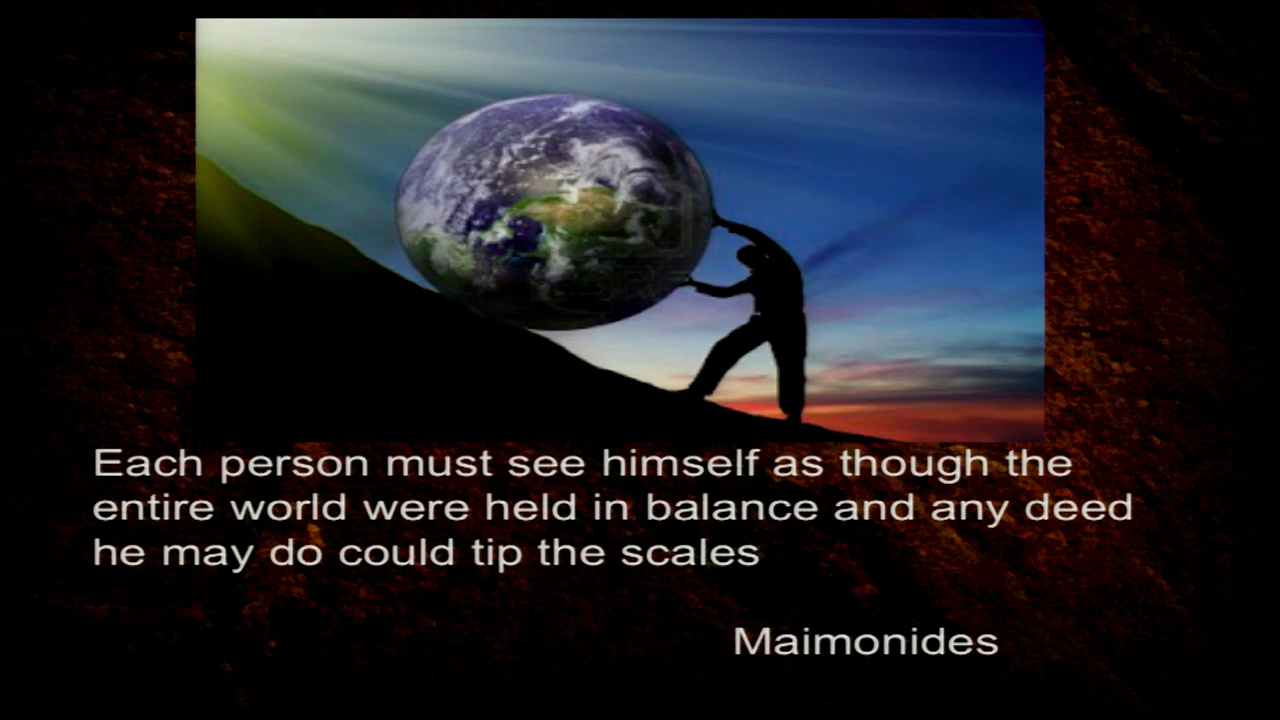 Each person must see himself as though the
entire world were held in balance and any deed
he may do could tip the scales
Maimonides